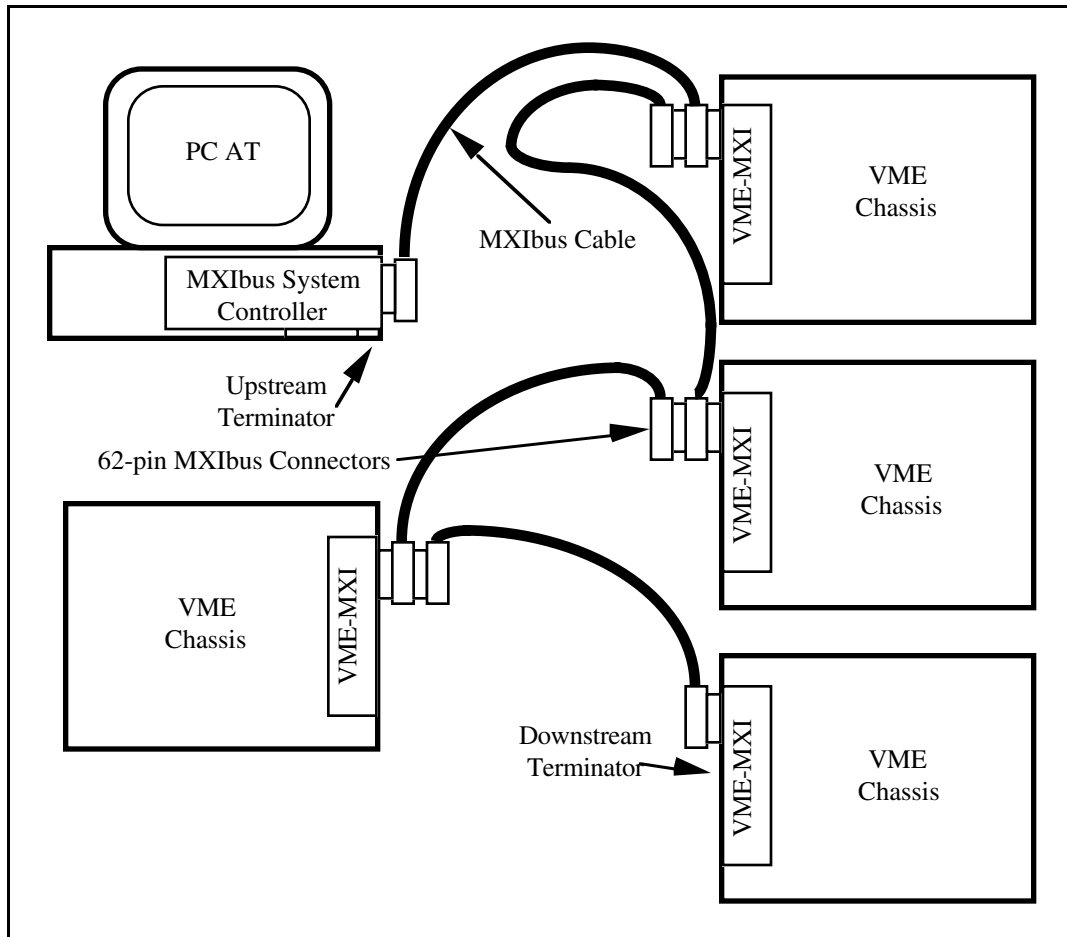 PC AT
MXIbus System
Controller
Upstream
Terminator
MXIbus Cable
VME-MXI
VME
Chassis
62-pin MXIbus Connectors
VME-MXI
VME
Chassis
VME
Chassis
VME-MXI
Downstream
Terminator
VME-MXI
VME
Chassis